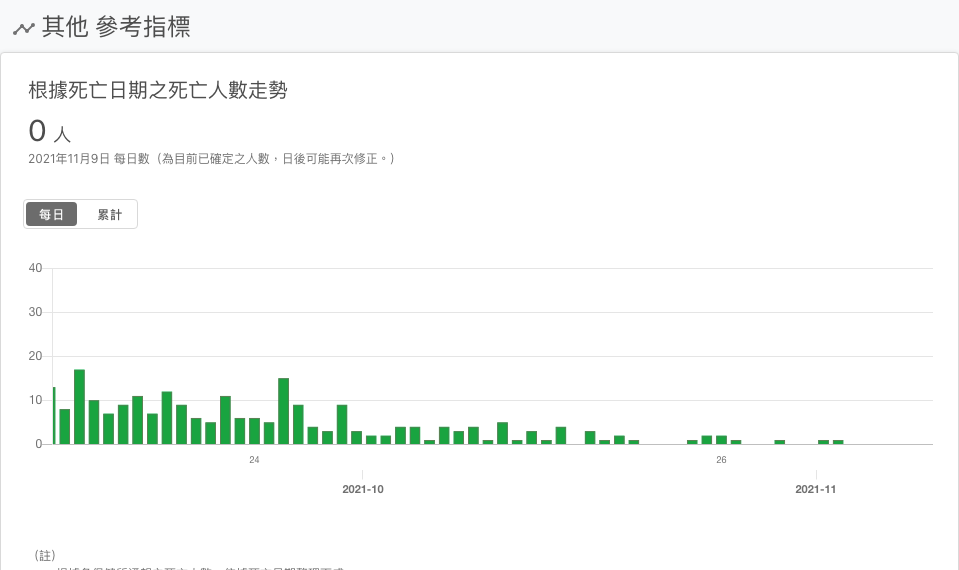 其他 參考指標
根據死亡日期之死亡人數走勢
0 人
2021年11月9日 每日數（為目前已確定之人數，日後可能再次修正。）
每日 累計
40
30
20
10
0
24 26
2021-10 2021-11
（註）